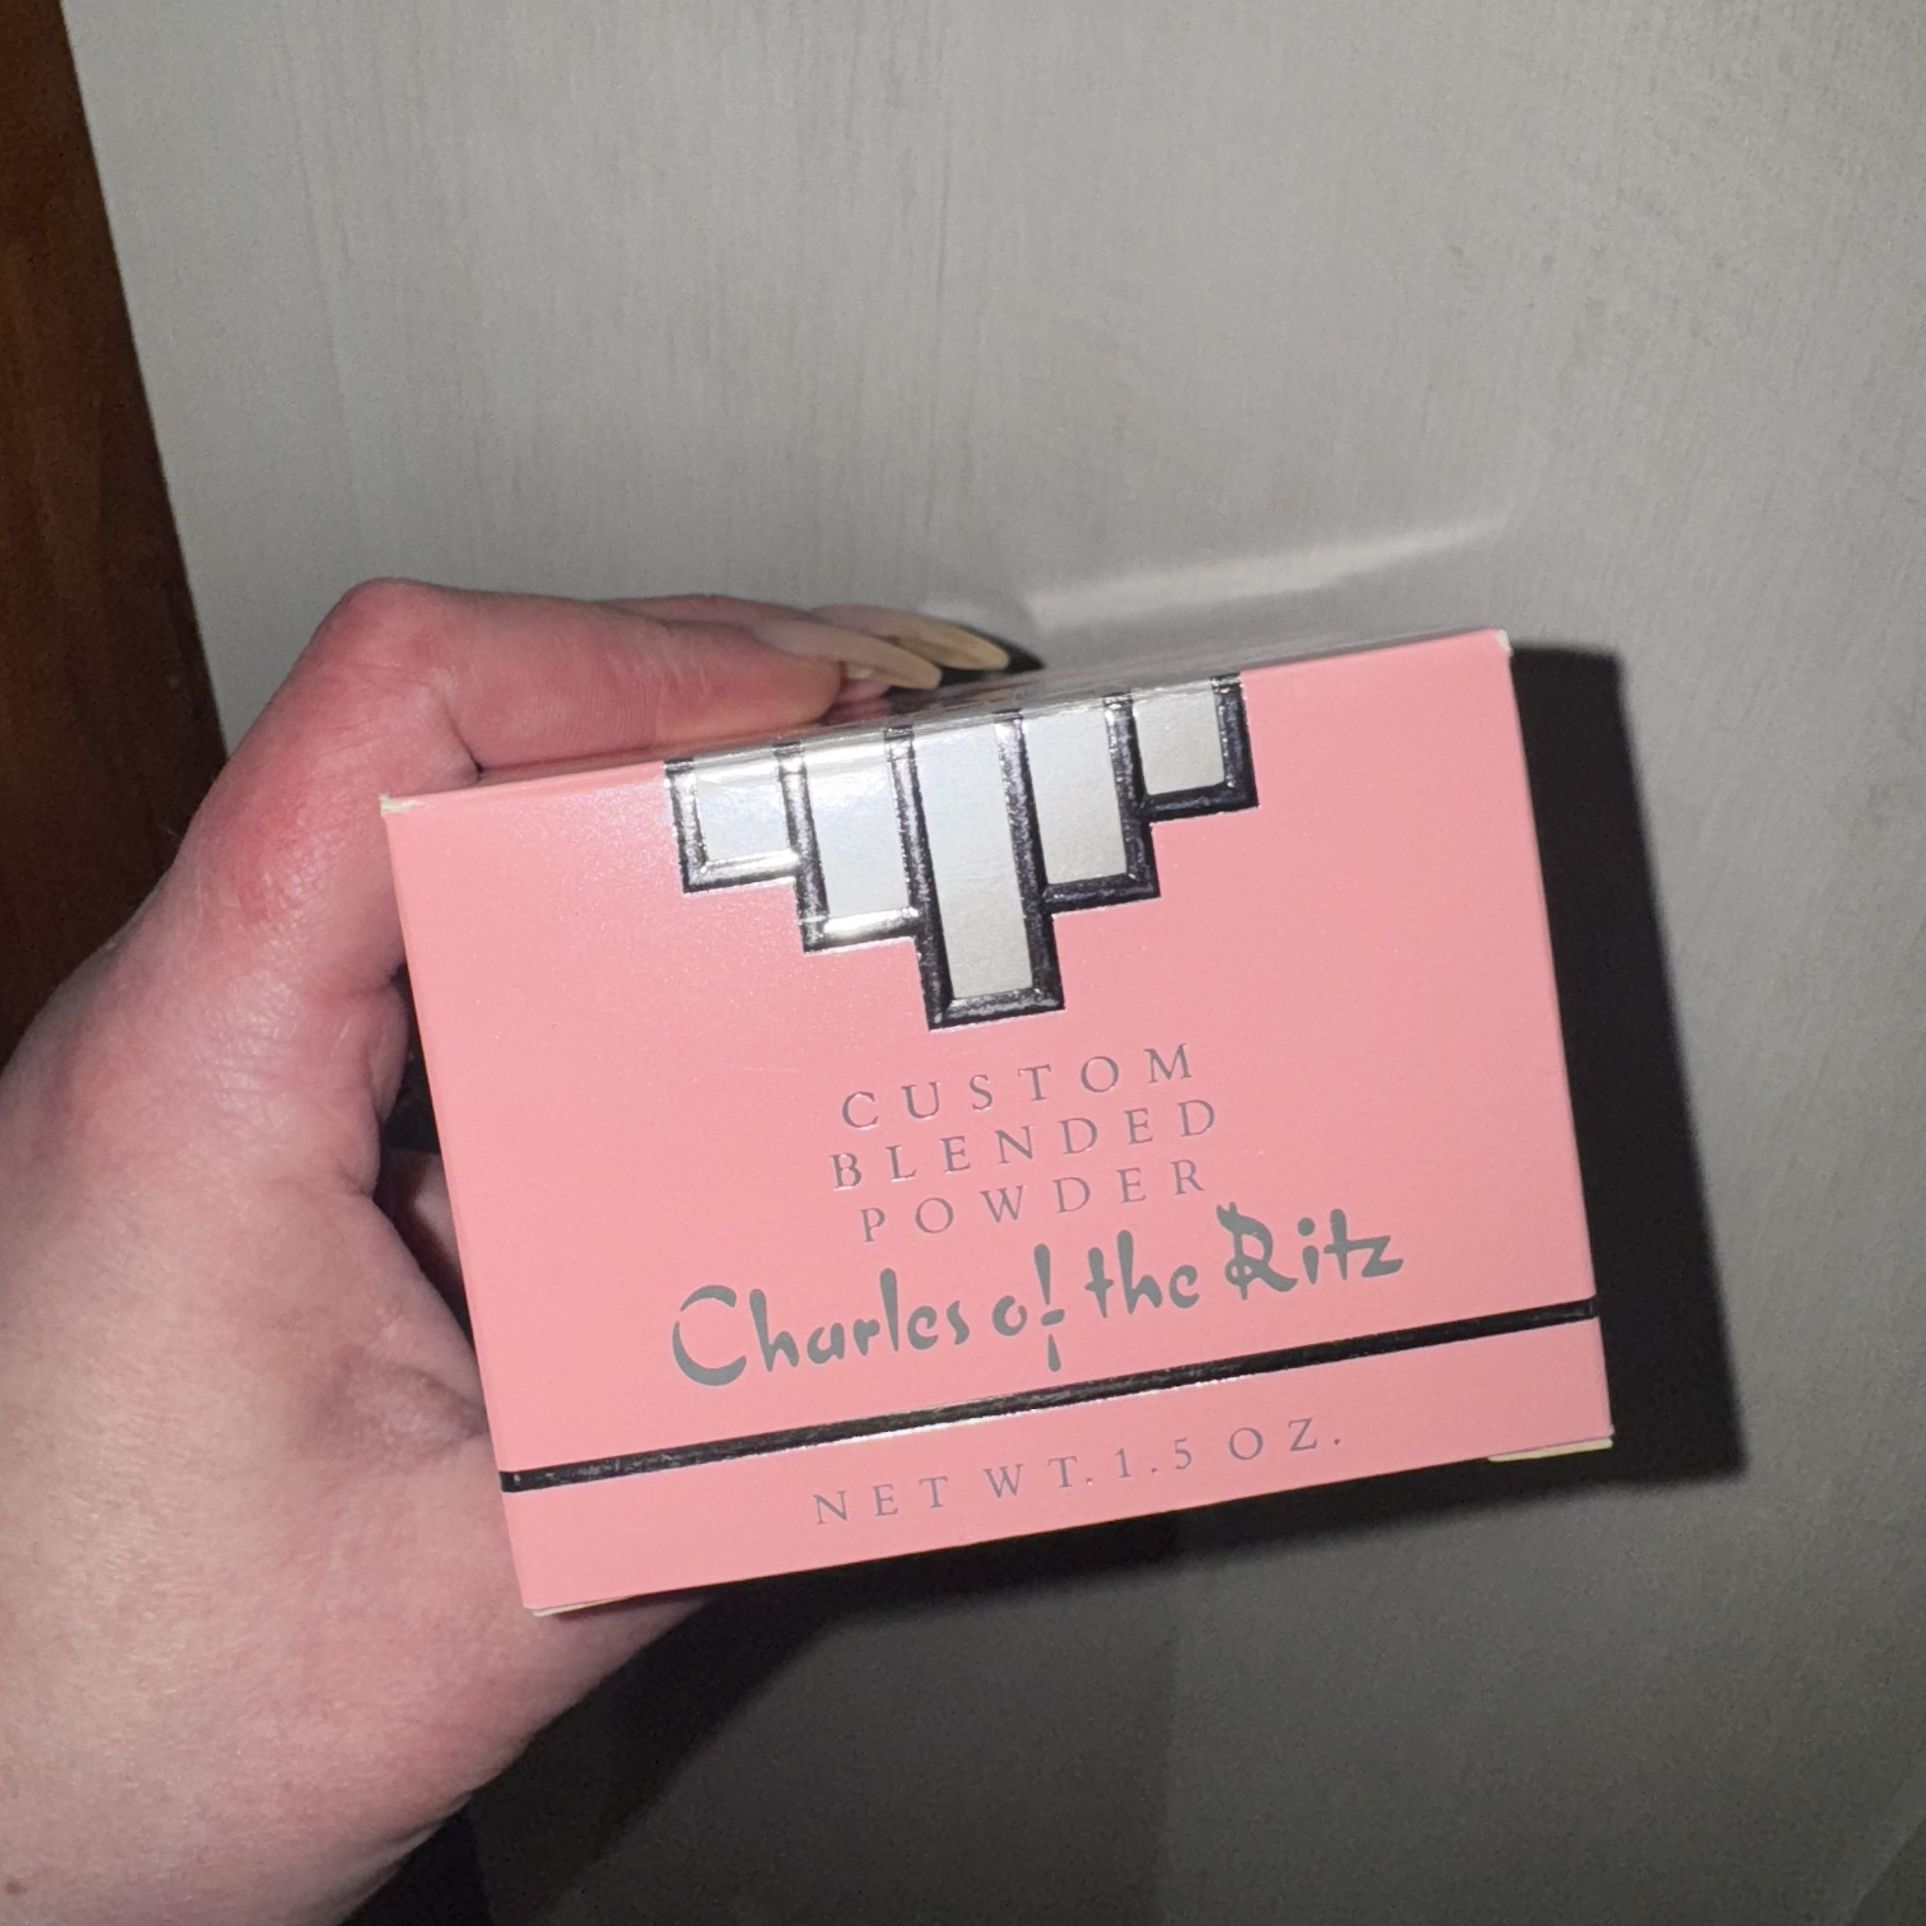 CUSTOM
BLENDED
POWDER
Charles of the Ritz
NET WT. 1.5 OZ.